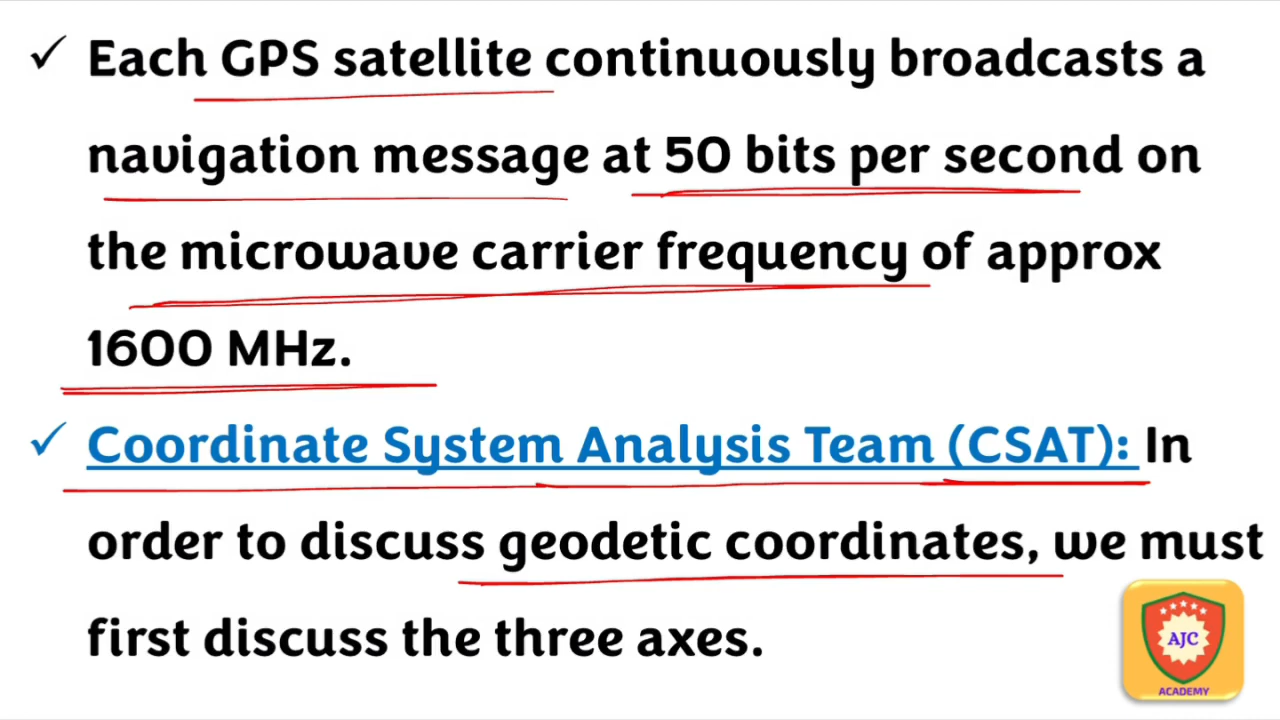 ✓ Each GPS satellite continuously broadcasts a
navigation message at 50 bits per second on
the microwave carrier frequency of approx
1600 MHz.
✓ Coordinate System Analysis Team (CSAT): In
order to discuss geodetic coordinates, we must
first discuss the three axes.
AJC
ACADEMY